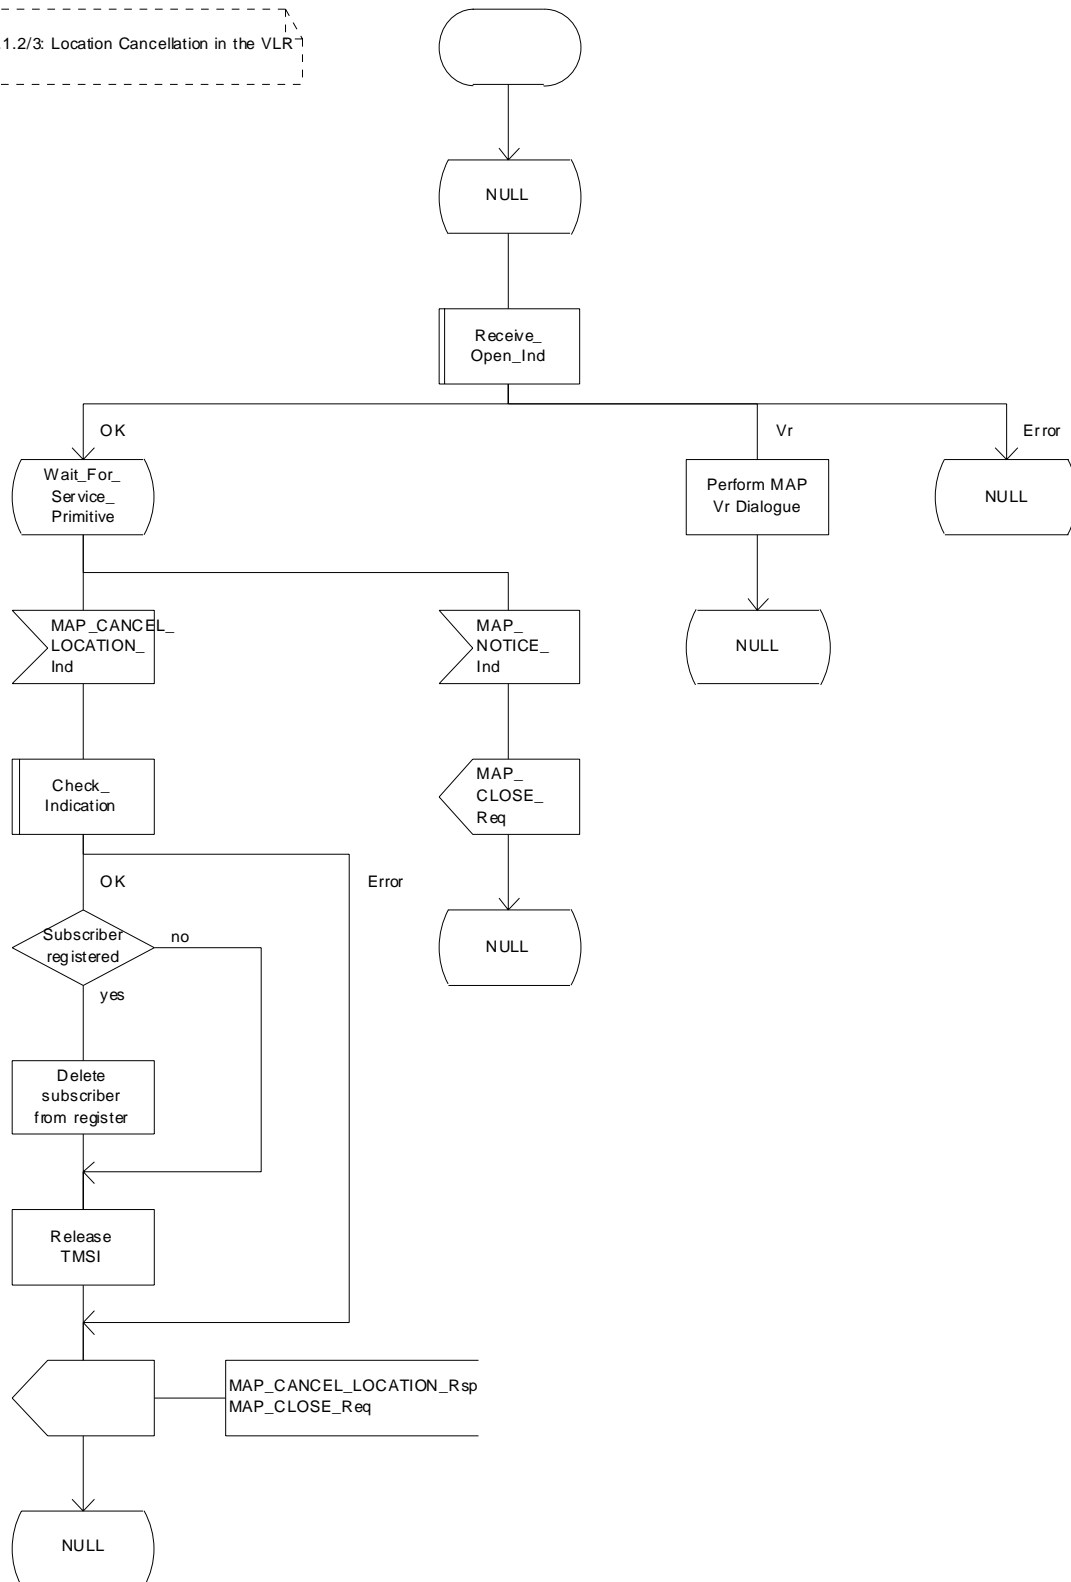 .1.2/3: Location Cancellation in the VLR
NULL
Receive_
Open_Ind
OK
Vr
Error
Wait_For_
Service_
Primitive
Perform MAP
Vr Dialogue
NULL
MAP_CANCEL_
LOCATION_
Ind
MAP_
NOTICE_
Ind
NULL
Check_
Indication
MAP_
CLOSE_
Req
OK
Error
Subscriber
registered
no
yes
NULL
Delete
subscriber
from register
Release
TMSI
MAP_CANCEL_LOCATION_Rsp
MAP_CLOSE_Req
NULL